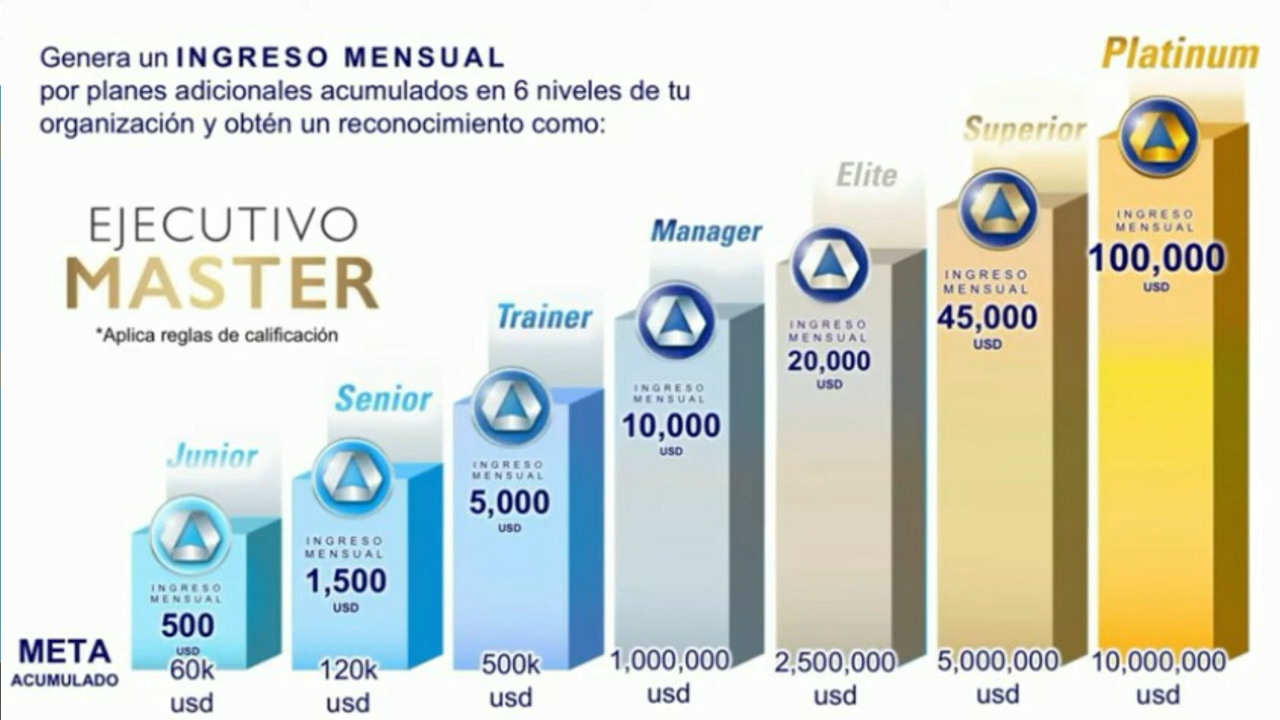 Genera un INGRESO MENSUAL
por planes adicionales acumulados en 6 niveles de tu
organización y obtén un reconocimiento como:
EJECUTIVO
MASTER
*Aplica reglas de calificación
Junior
INGRESO
MENSUAL
500
USD
60k
usd
Senior
INGRESO
MENSUAL
1,500
USD
120k
usd
Trainer
INGRESO
MENSUAL
5,000
USD
500k
usd
Manager
INGRESO
MENSUAL
10,000
USD
1,000,000
usd
Elite
INGRESO
MENSUAL
20,000
USD
2,500,000
usd
Superior
INGRESO
MENSUAL
45,000
USD
5,000,000
usd
Platinum
INGRESO
MENSUAL
100,000
USD
10,000,000
usd
META
ACUMULADO